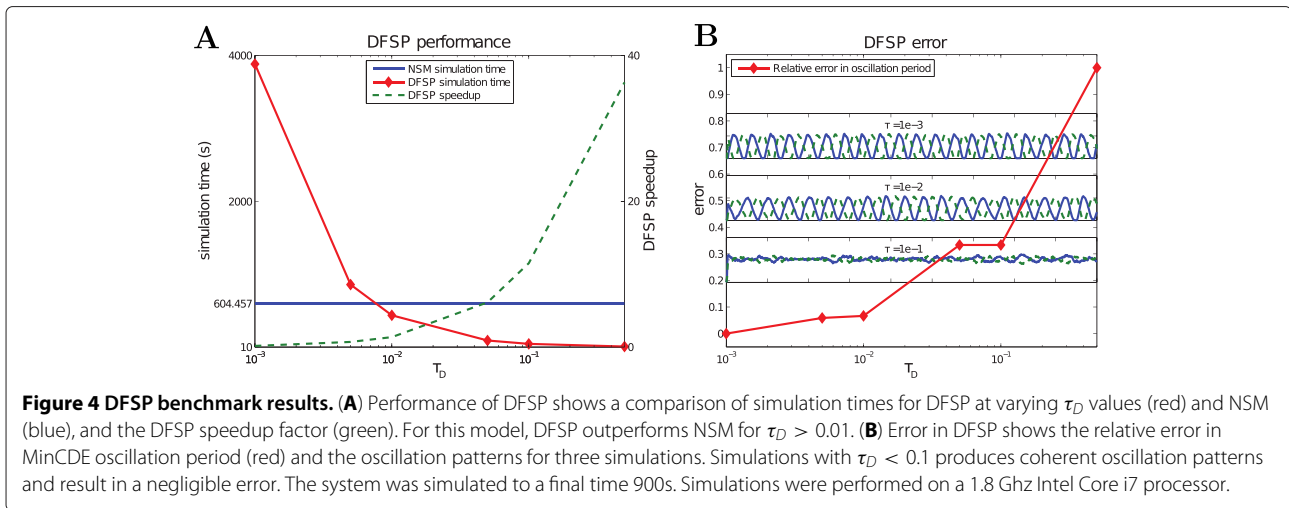 A
DFSP performance
4000
40
NSM simulation time
DFSP simulation time
DFSP speedup
simulation time (s)
2000
20
DFSP speedup
604.457
10
0
10⁻³
10⁻²
10⁻¹
T_D
B
DFSP error
Relative error in oscillation period
1
0.9
0.8
0.7
0.6
0.5
0.4
0.3
0.2
0.1
0
error
τ=1e−3
τ=1e−2
τ=1e−1
10⁻³
10⁻²
10⁻¹
T_D
Figure 4 DFSP benchmark results. (A) Performance of DFSP shows a comparison of simulation times for DFSP at varying τ_D values (red) and NSM
(blue), and the DFSP speedup factor (green). For this model, DFSP outperforms NSM for τ_D > 0.01. (B) Error in DFSP shows the relative error in
MinCDE oscillation period (red) and the oscillation patterns for three simulations. Simulations with τ_D < 0.1 produces coherent oscillation patterns
and result in a negligible error. The system was simulated to a final time 900s. Simulations were performed on a 1.8 Ghz Intel Core i7 processor.